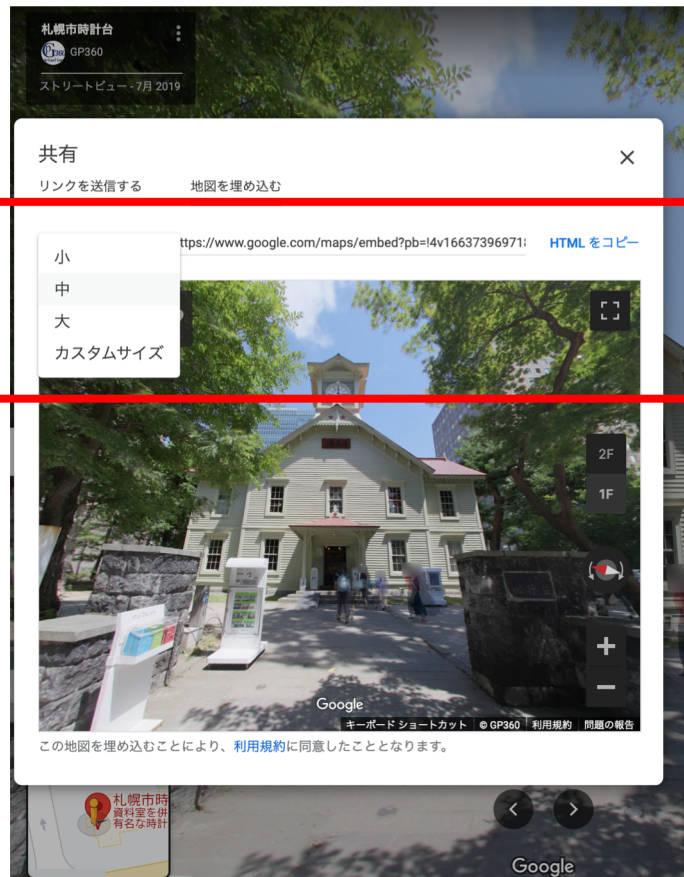 札幌市時計台
GP360
ストリートビュー - 7月 2019
共有
リンクを送信する
地図を埋め込む
ttps://www.google.com/maps/embed?pb=!4v166373969718
HTML をコピー
小
中
大
カスタムサイズ
2F
1F
Google
キーボード ショートカット
© GP360
利用規約
問題の報告
この地図を埋め込むことにより、利用規約に同意したこととなります。
札幌市時
資料室を併
有名な時計
Google